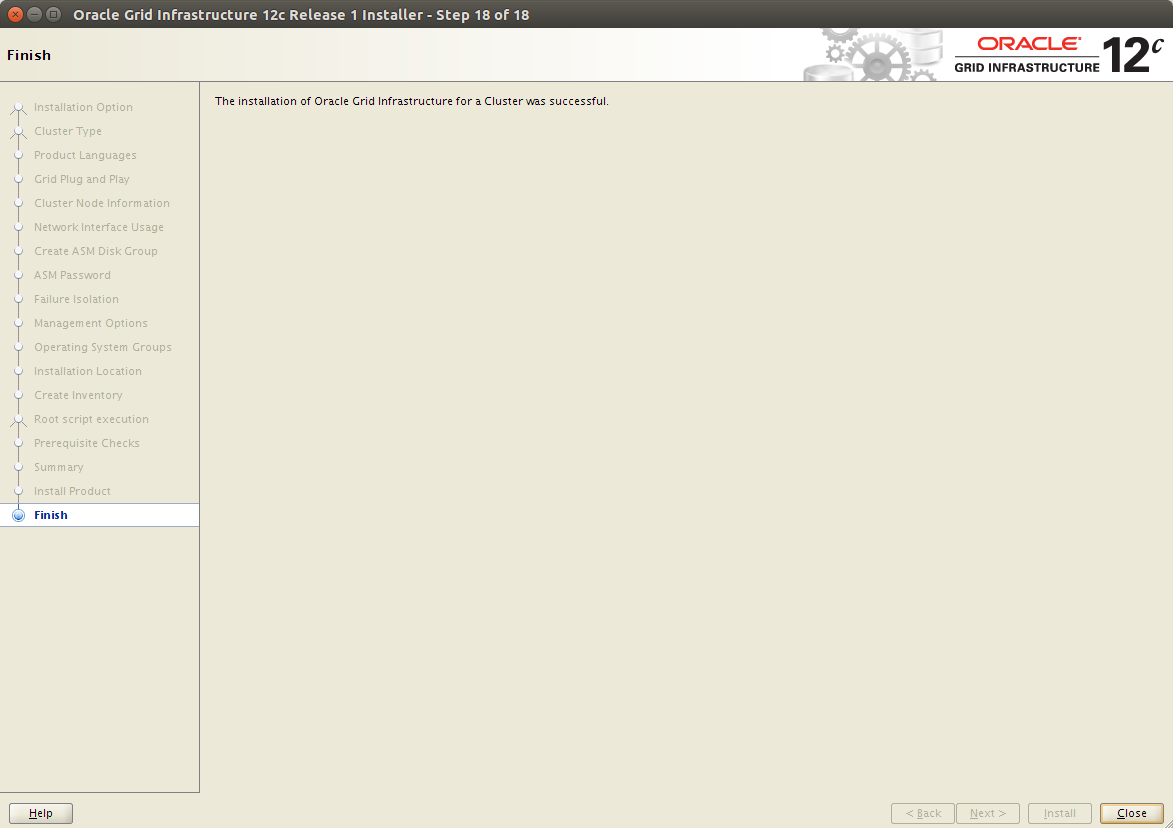 Oracle Grid Infrastructure 12c Release 1 Installer - Step 18 of 18
Finish
ORACLE®
GRID INFRASTRUCTURE
12c
Installation Option
Cluster Type
Product Languages
Grid Plug and Play
Cluster Node Information
Network Interface Usage
Create ASM Disk Group
ASM Password
Failure Isolation
Management Options
Operating System Groups
Installation Location
Create Inventory
Root script execution
Prerequisite Checks
Summary
Install Product
Finish
The installation of Oracle Grid Infrastructure for a Cluster was successful.
Help
< Back
Next >
Install
Close